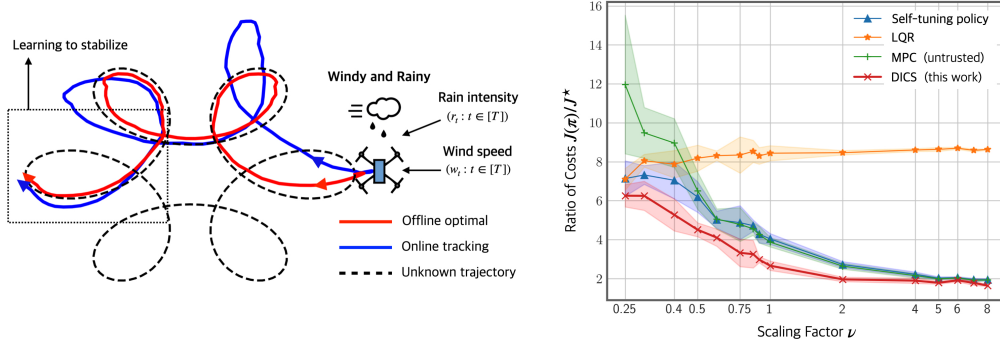 Learning to stabilize
Windy and Rainy
Rain intensity
(r_t : t ∈ [T])
Wind speed
(w_t : t ∈ [T])
Offline optimal
Online tracking
Unknown trajectory
Ratio of Costs J(π)/J*
16
14
12
10
8
6
4
2
Self-tuning policy
LQR
MPC (untrusted)
DICS (this work)
0.25 0.4 0.5 0.75 1 2 4 5 6 8
Scaling Factor ν